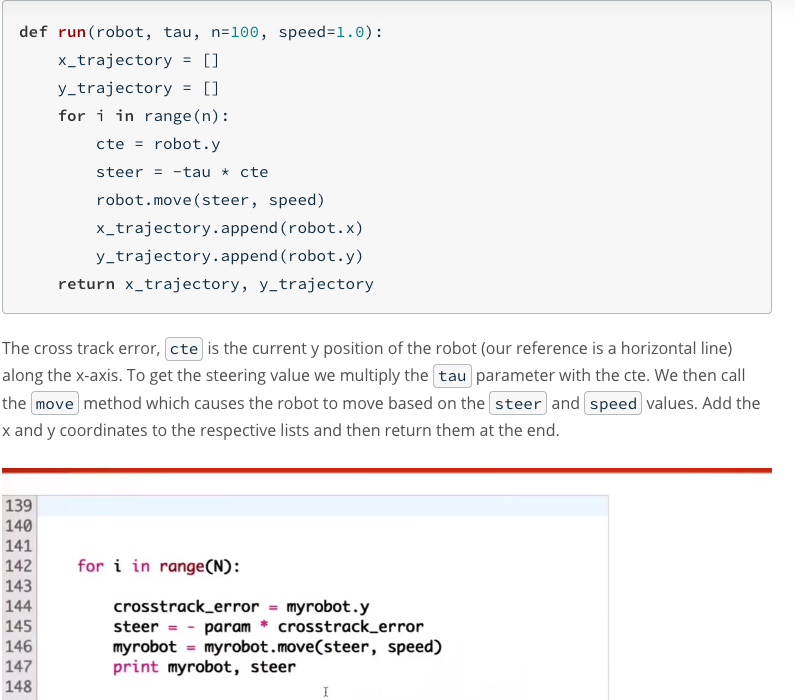 def run(robot, tau, n=100, speed=1.0):
    x_trajectory = []
    y_trajectory = []
    for i in range(n):
        cte = robot.y
        steer = -tau * cte
        robot.move(steer, speed)
        x_trajectory.append(robot.x)
        y_trajectory.append(robot.y)
    return x_trajectory, y_trajectory
The cross track error, cte is the current y position of the robot (our reference is a horizontal line)
along the x-axis. To get the steering value we multiply the tau parameter with the cte. We then call
the move method which causes the robot to move based on the steer and speed values. Add the
x and y coordinates to the respective lists and then return them at the end.
139
140
141
142    for i in range(N):
143
144        crosstrack_error = myrobot.y
145        steer = - param * crosstrack_error
146        myrobot = myrobot.move(steer, speed)
147        print myrobot, steer
148